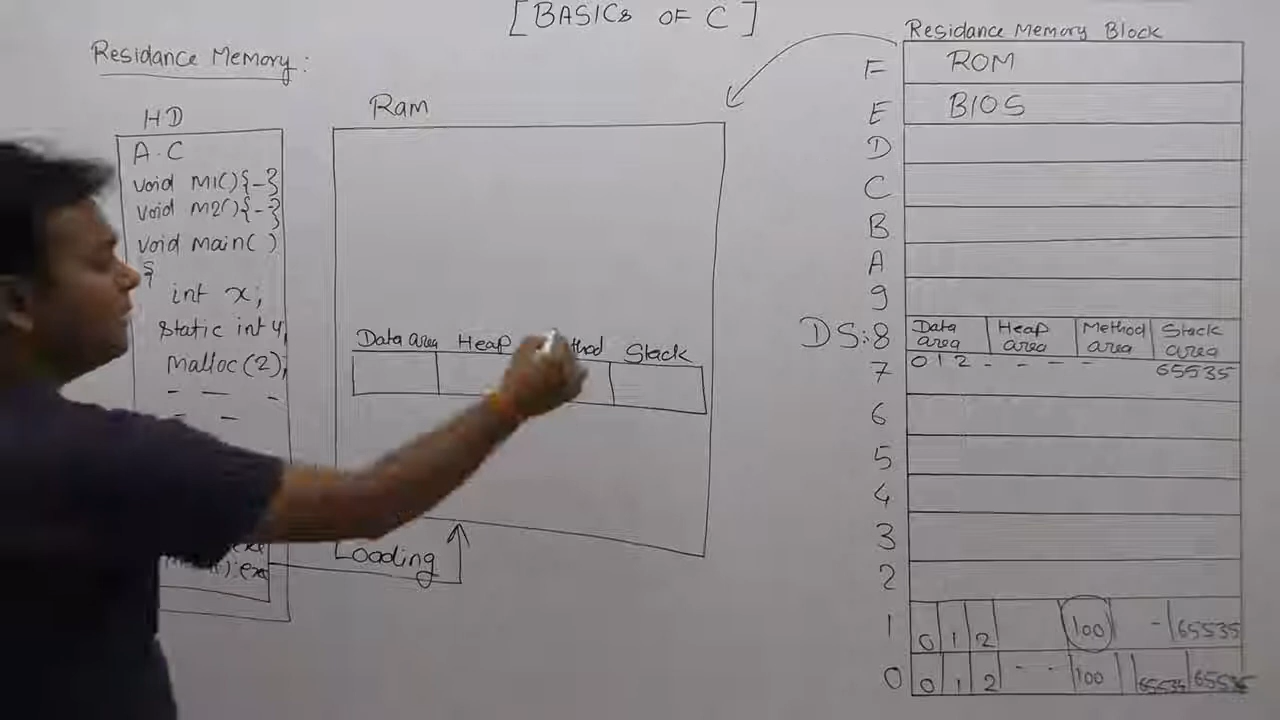 [BASICs OF C]
Residance Memory:
HD
A.C
void M1(){-}
void M2(){-}
void main( )
{
int x;
static int y;
Malloc(2);
- - -
- -
Ram
Data area Heap Stack
Loading
Residance Memory Block
F ROM
E BIOS
D
C
B
A
9
DS:8 Data area Heap area Method area Stack area
7 0 1 2 - - - - 65535
6
5
4
3
2
1 0 1 2 100 - 65535
0 0 1 2 - - 100 65535 65535